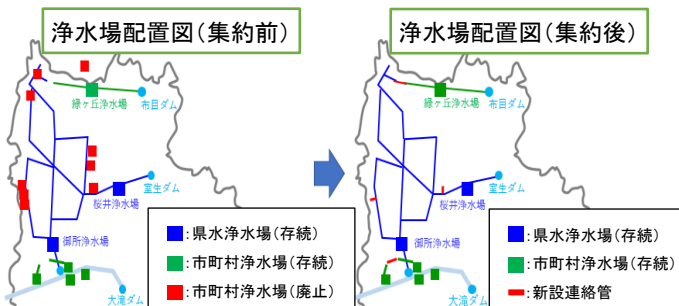 浄水場配置図(集約前)
緑ヶ丘浄水場
布目ダム
室生ダム
桜井浄水場
御所浄水場
大滝ダム
■:県水浄水場(存続)
■:市町村浄水場(存続)
■:市町村浄水場(廃止)
浄水場配置図(集約後)
緑ヶ丘浄水場
布目ダム
室生ダム
桜井浄水場
御所浄水場
大滝ダム
■:県水浄水場(存続)
■:市町村浄水場(存続)
:新設連絡管